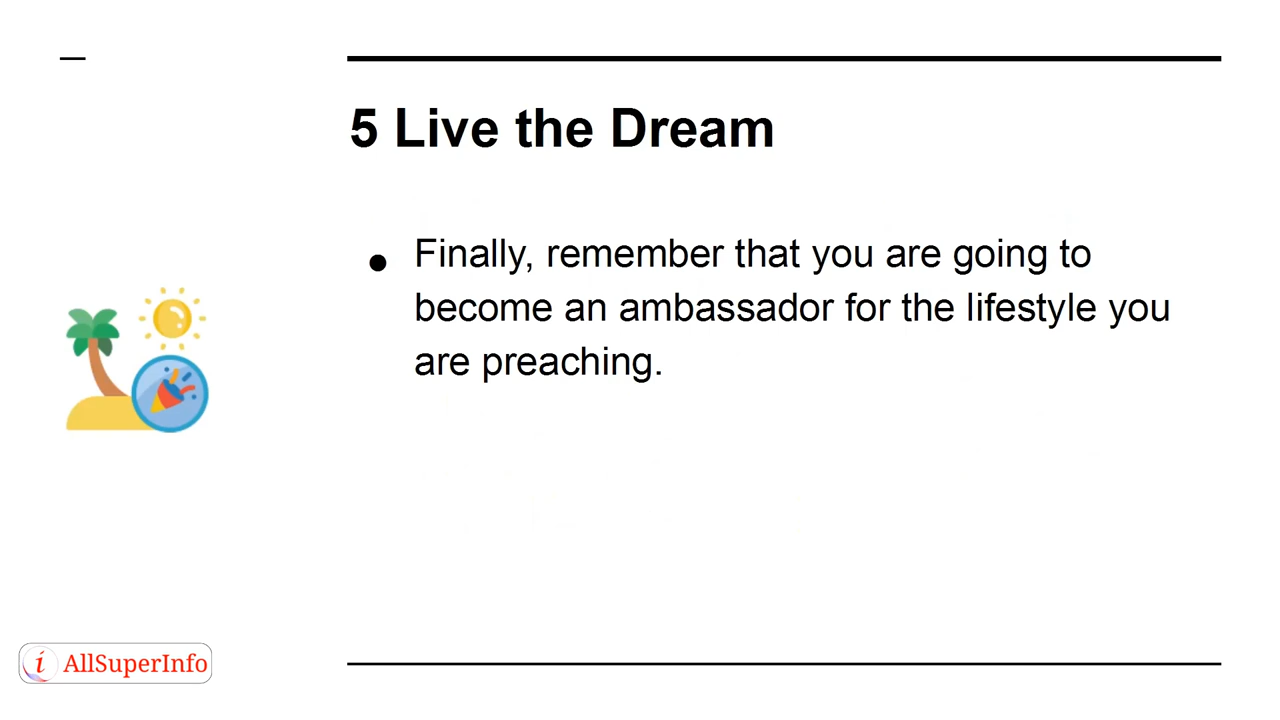 5 Live the Dream
● Finally, remember that you are going to
become an ambassador for the lifestyle you
are preaching.
i AllSuperInfo